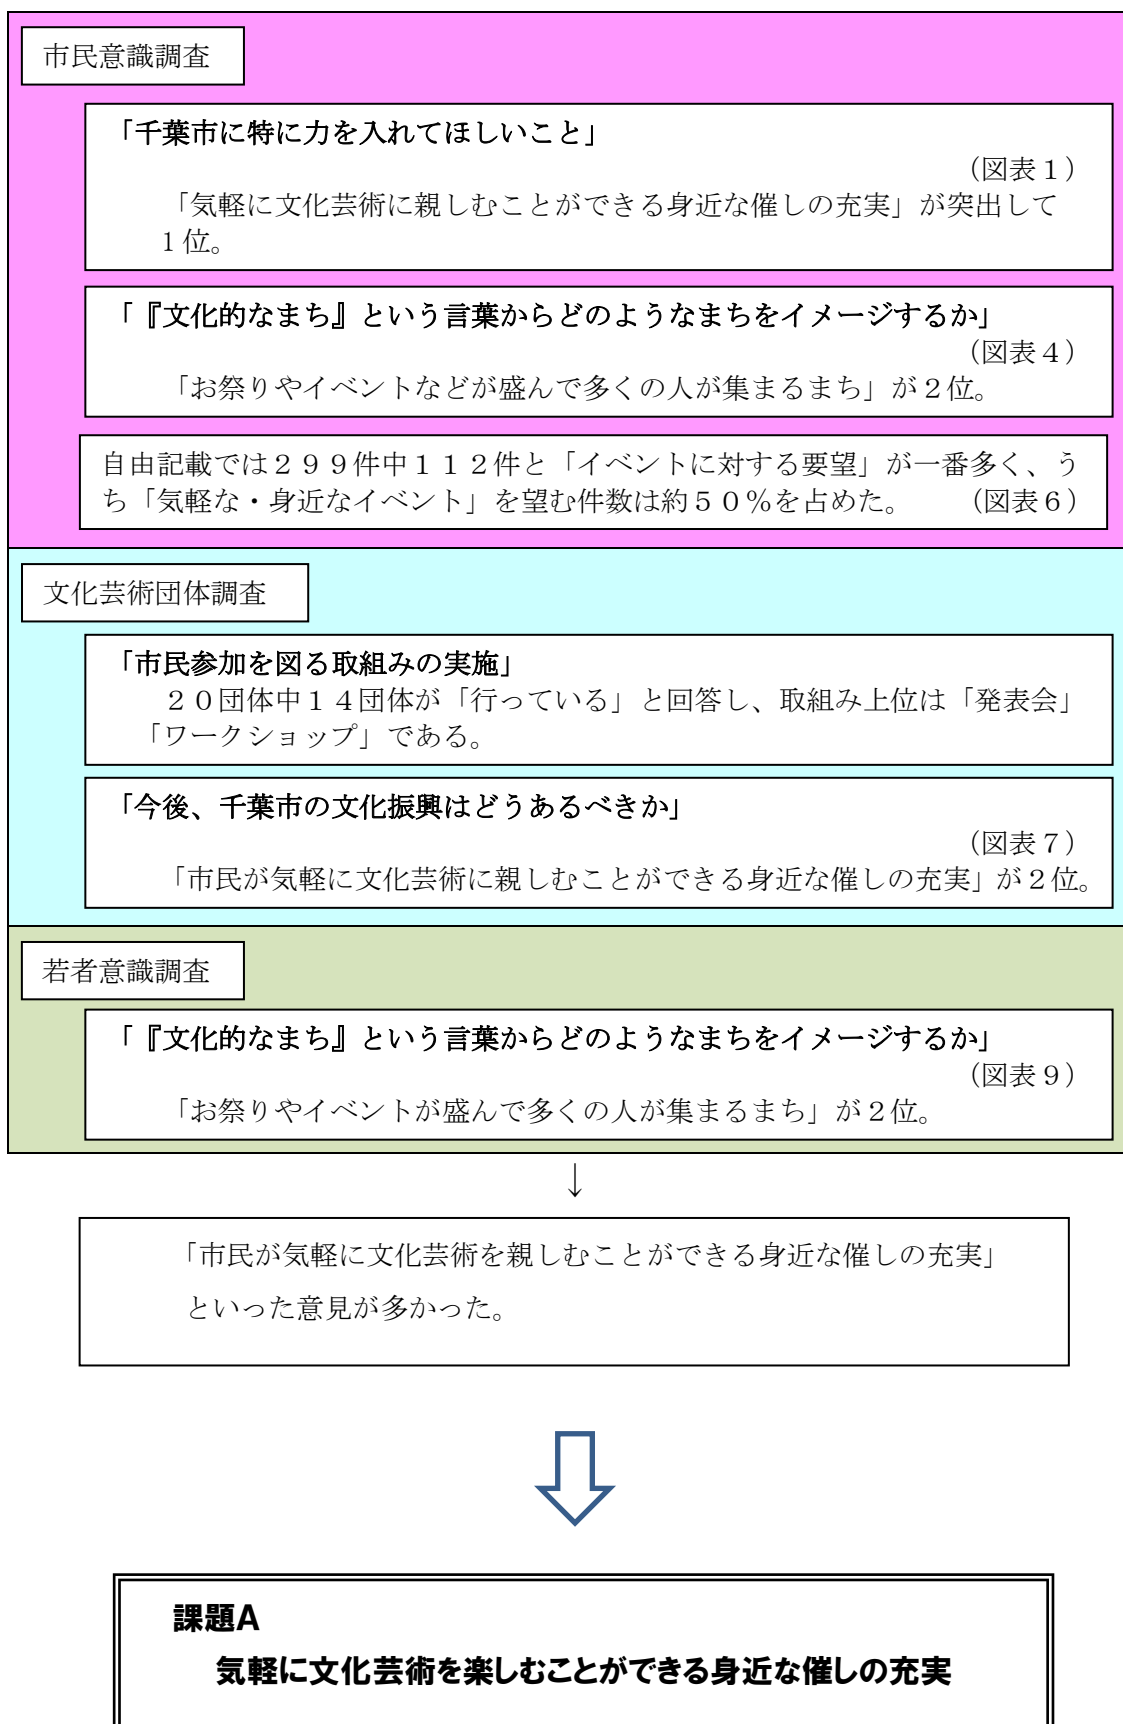 市民意識調査
「千葉市に特に力を入れてほしいこと」
（図表１）
「気軽に文化芸術に親しむことができる身近な催しの充実」が突出して
１位。
「『文化的なまち』という言葉からどのようなまちをイメージするか」
（図表４）
「お祭りやイベントなどが盛んで多くの人が集まるまち」が２位。
自由記載では２９９件中１１２件と「イベントに対する要望」が一番多く、う
ち「気軽な・身近なイベント」を望む件数は約５０％を占めた。　（図表６）
文化芸術団体調査
「市民参加を図る取組みの実施」
２０団体中１４団体が「行っている」と回答し、取組み上位は「発表会」
「ワークショップ」である。
「今後、千葉市の文化振興はどうあるべきか」
（図表７）
「市民が気軽に文化芸術に親しむことができる身近な催しの充実」が２位。
若者意識調査
「『文化的なまち』という言葉からどのようなまちをイメージするか」
（図表９）
「お祭りやイベントが盛んで多くの人が集まるまち」が２位。
↓
「市民が気軽に文化芸術を親しむことができる身近な催しの充実」
といった意見が多かった。
課題A
気軽に文化芸術を楽しむことができる身近な催しの充実